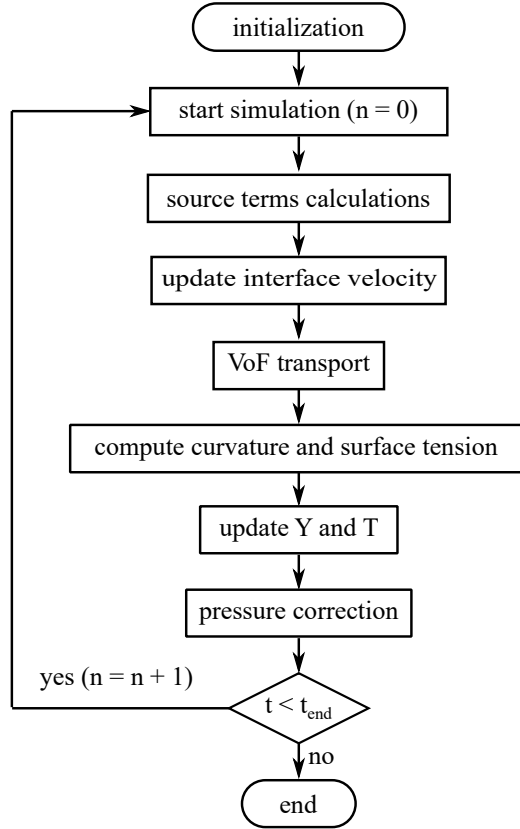 initialization
start simulation (n = 0)
source terms calculations
update interface velocity
VoF transport
compute curvature and surface tension
update Y and T
pressure correction
yes (n = n + 1)
t < t_end
no
end